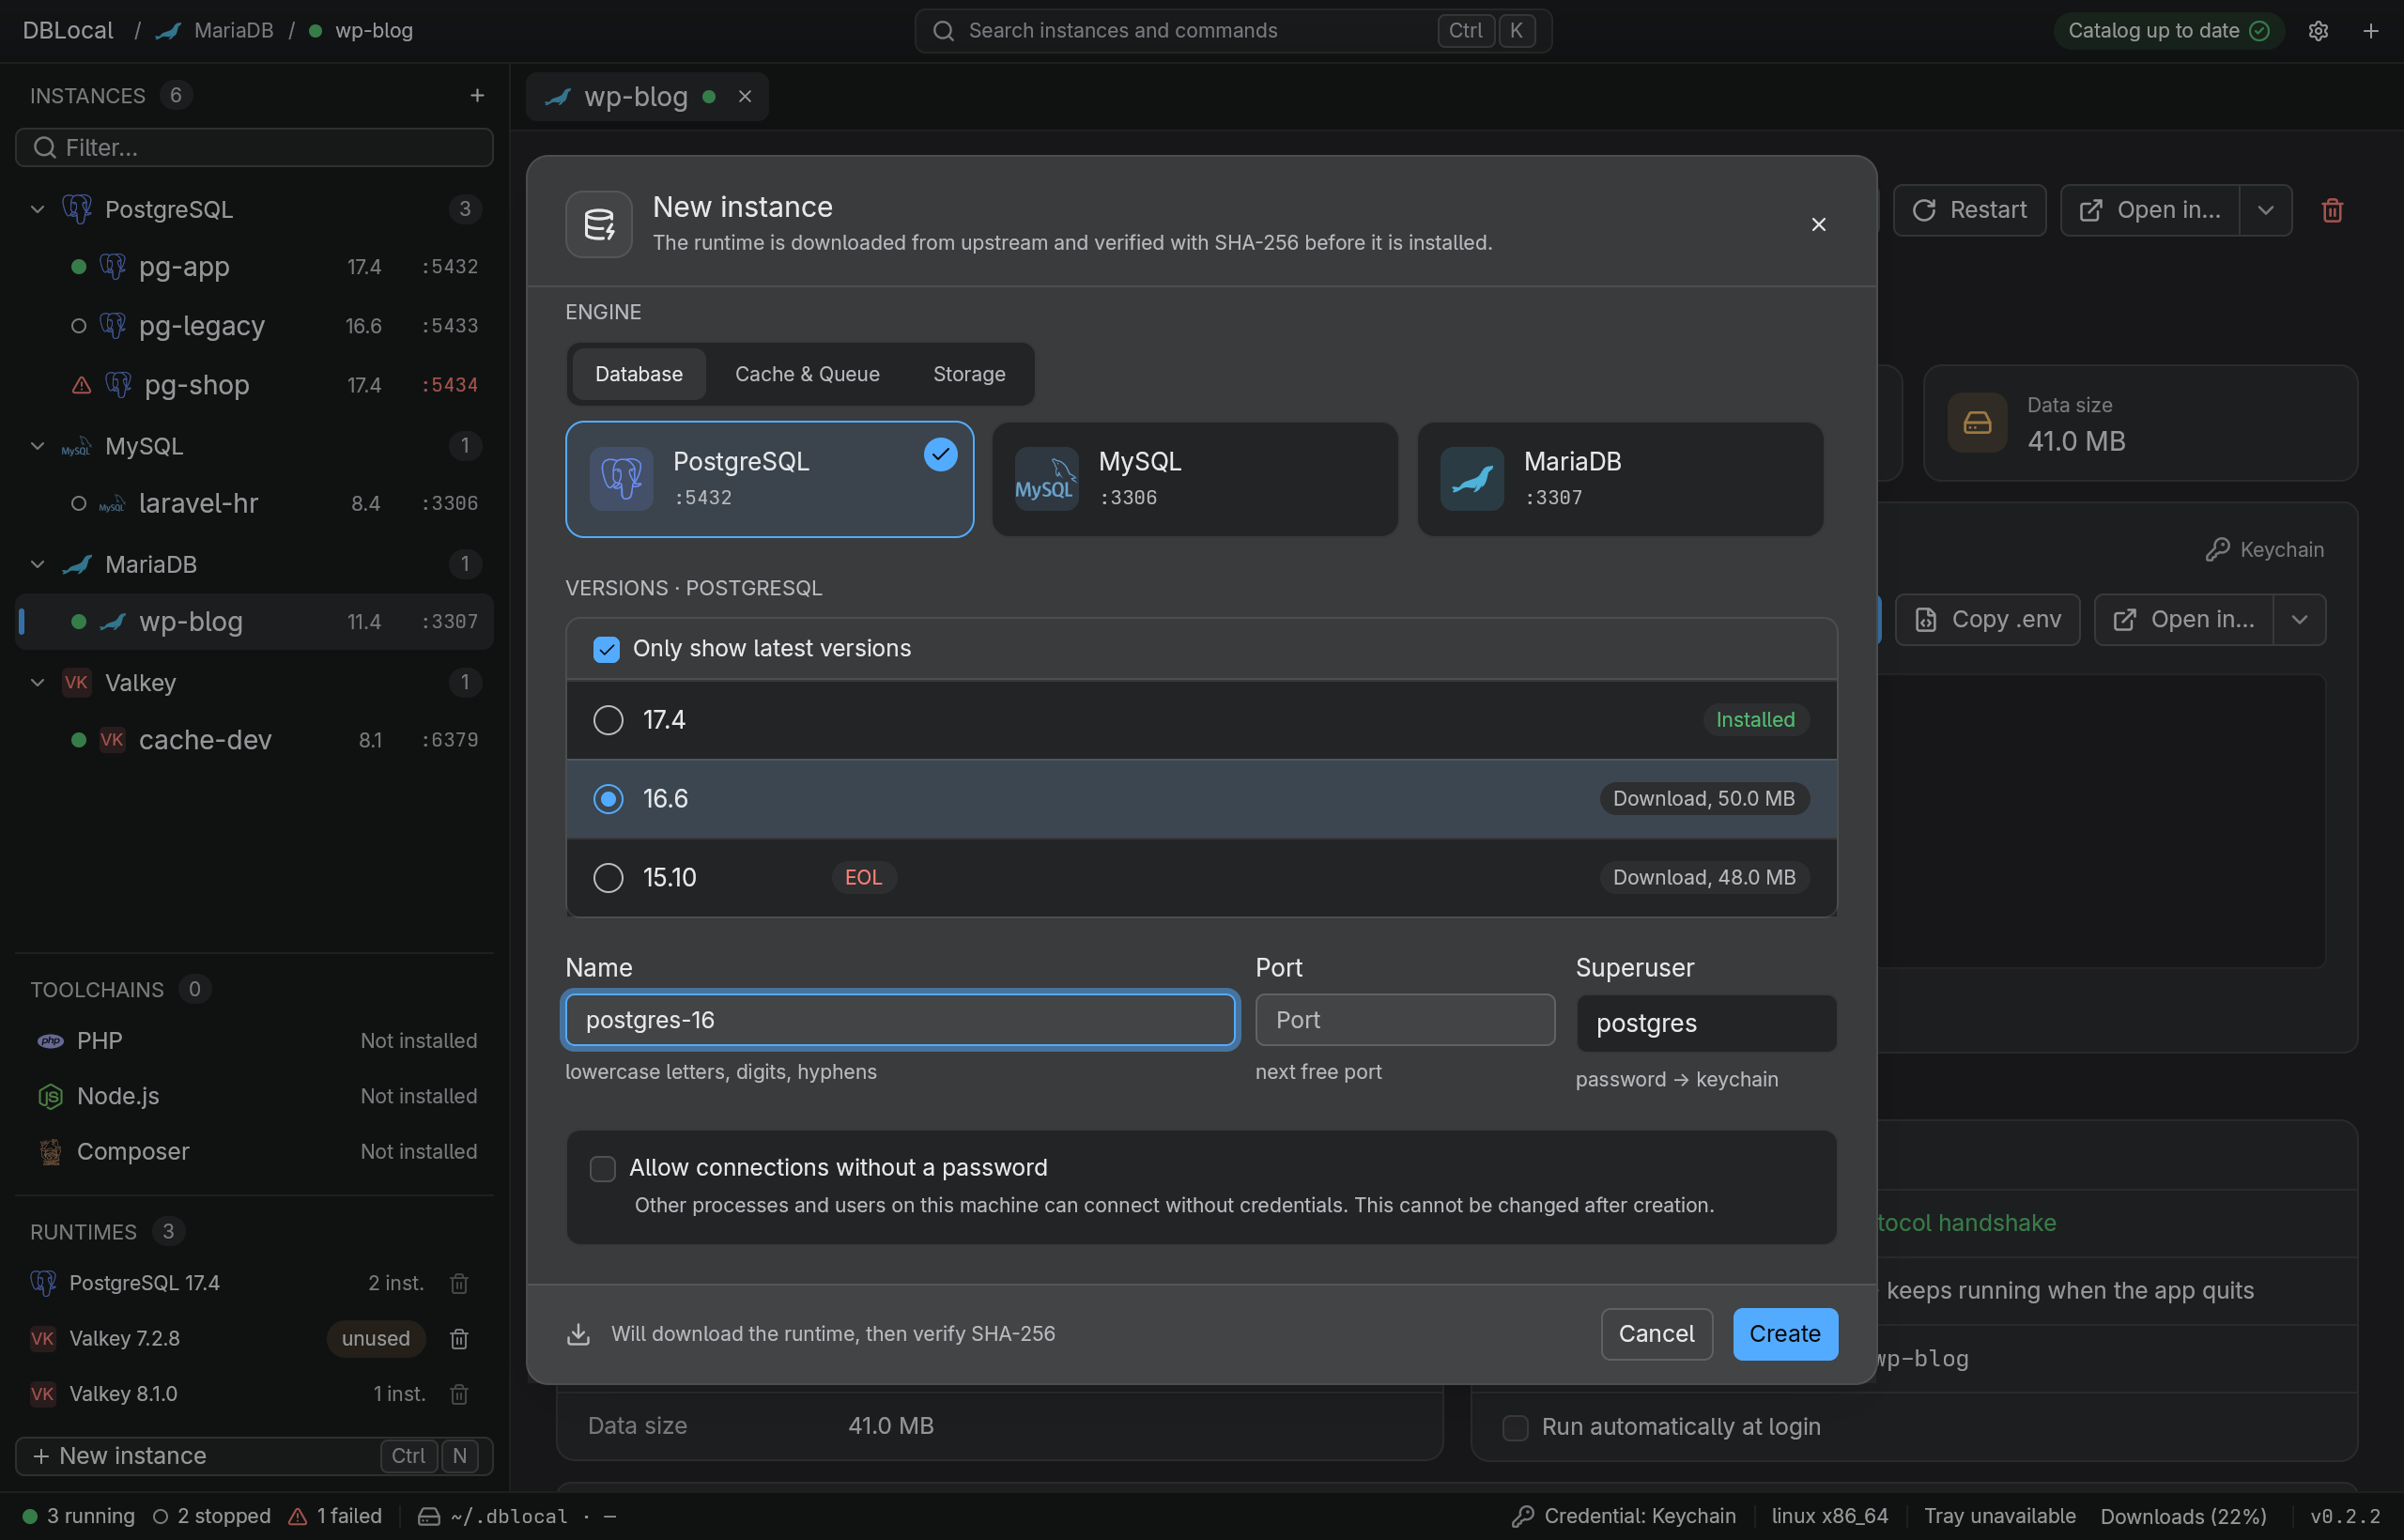 DBLocal / MariaDB / wp-blog
Search instances and commands Ctrl K
Catalog up to date
INSTANCES 6
wp-blog
Filter...
PostgreSQL 3
pg-app 17.4 :5432
pg-legacy 16.6 :5433
pg-shop 17.4 :5434
MySQL MySQL 1
MySQL laravel-hr 8.4 :3306
MariaDB 1
wp-blog 11.4 :3307
VK Valkey 1
VK cache-dev 8.1 :6379
TOOLCHAINS 0
php PHP Not installed
JS Node.js Not installed
Composer Not installed
RUNTIMES 3
PostgreSQL 17.4 2 inst.
VK Valkey 7.2.8 unused
VK Valkey 8.1.0 1 inst.
New instance Ctrl N
New instance
The runtime is downloaded from upstream and verified with SHA-256 before it is installed.
ENGINE
Database Cache & Queue Storage
PostgreSQL
:5432
MySQL
MySQL
:3306
MariaDB
:3307
VERSIONS · POSTGRESQL
Only show latest versions
17.4 Installed
16.6 Download, 50.0 MB
15.10 EOL Download, 48.0 MB
Name
postgres-16
lowercase letters, digits, hyphens
Port
Port
next free port
Superuser
postgres
password → keychain
Allow connections without a password
Other processes and users on this machine can connect without credentials. This cannot be changed after creation.
Will download the runtime, then verify SHA-256
Cancel Create
Restart Open in...
Data size
41.0 MB
Keychain
Copy .env Open in...
tocol handshake
keeps running when the app quits
wp-blog
Data size 41.0 MB
Run automatically at login
3 running 2 stopped 1 failed ~/.dblocal · —
Credential: Keychain linux x86_64 Tray unavailable Downloads (22%) v0.2.2